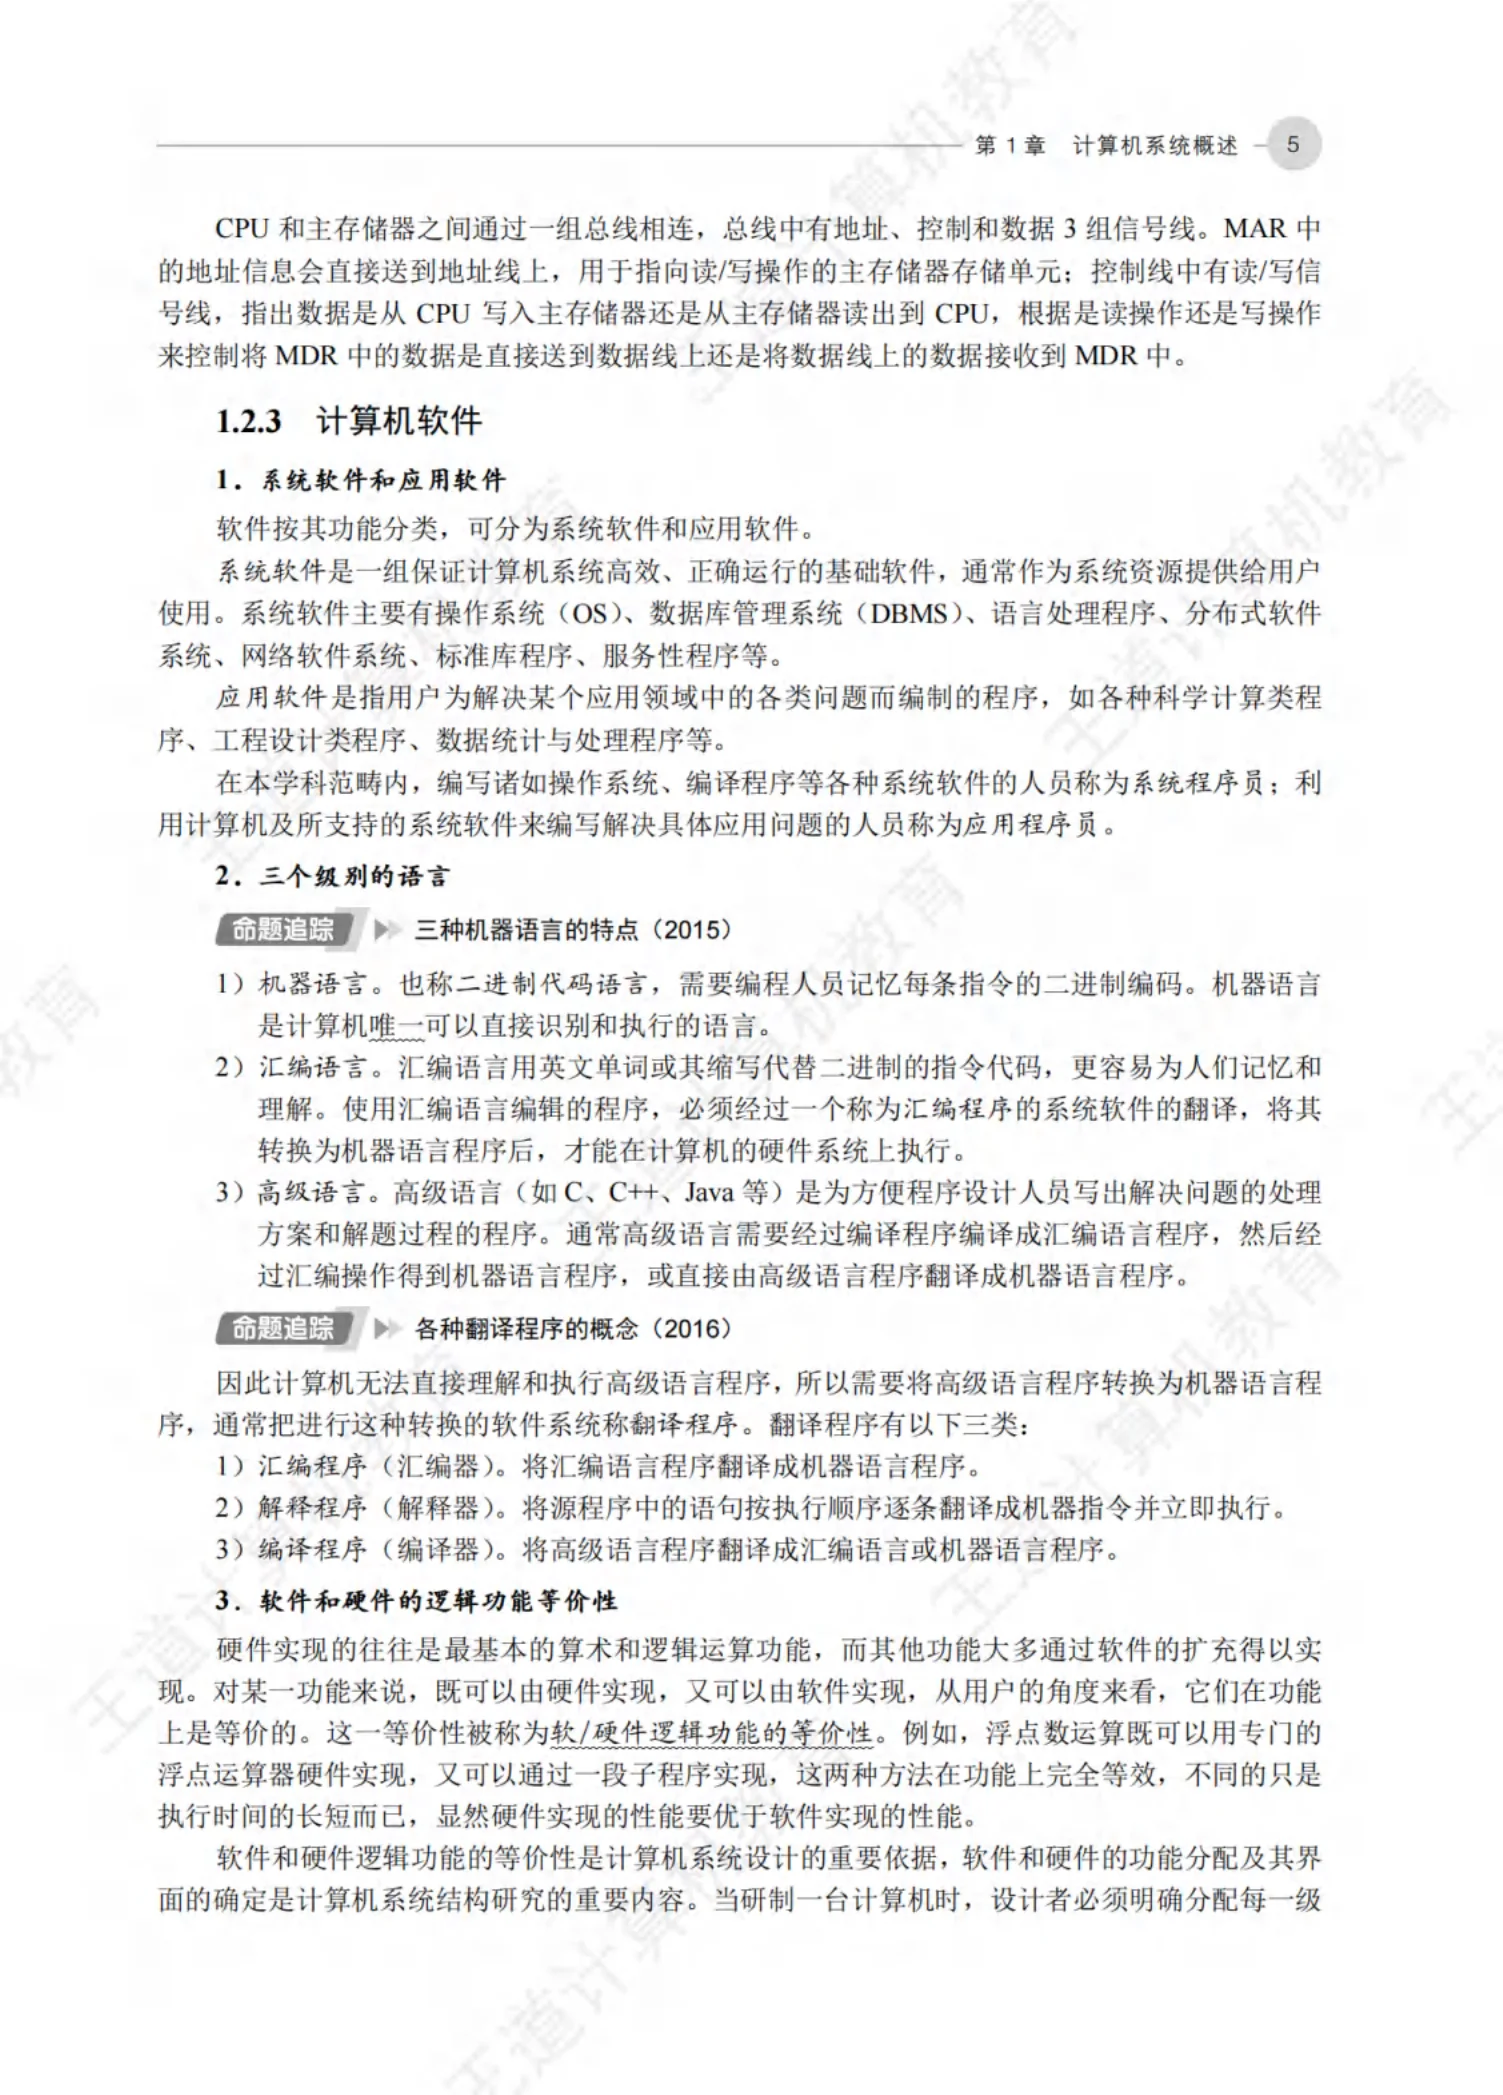 第 1 章 计算机系统概述 5
CPU 和主存储器之间通过一组总线相连，总线中有地址、控制和数据 3 组信号线。MAR 中
的地址信息会直接送到地址线上，用于指向读/写操作的主存储器存储单元；控制线中有读/写信
号线，指出数据是从 CPU 写入主存储器还是从主存储器读出到 CPU，根据是读操作还是写操作
来控制将 MDR 中的数据是直接送到数据线上还是将数据线上的数据接收到 MDR 中。
1.2.3 计算机软件
1．系统软件和应用软件
软件按其功能分类，可分为系统软件和应用软件。
系统软件是一组保证计算机系统高效、正确运行的基础软件，通常作为系统资源提供给用户
使用。系统软件主要有操作系统（OS）、数据库管理系统（DBMS）、语言处理程序、分布式软件
系统、网络软件系统、标准库程序、服务性程序等。
应用软件是指用户为解决某个应用领域中的各类问题而编制的程序，如各种科学计算类程
序、工程设计类程序、数据统计与处理程序等。
在本学科范畴内，编写诸如操作系统、编译程序等各种系统软件的人员称为系统程序员；利
用计算机及所支持的系统软件来编写解决具体应用问题的人员称为应用程序员。
2．三个级别的语言
命题追踪 三种机器语言的特点（2015）
1）机器语言。也称二进制代码语言，需要编程人员记忆每条指令的二进制编码。机器语言
是计算机唯一可以直接识别和执行的语言。
2）汇编语言。汇编语言用英文单词或其缩写代替二进制的指令代码，更容易为人们记忆和
理解。使用汇编语言编辑的程序，必须经过一个称为汇编程序的系统软件的翻译，将其
转换为机器语言程序后，才能在计算机的硬件系统上执行。
3）高级语言。高级语言（如 C、C++、Java 等）是为方便程序设计人员写出解决问题的处理
方案和解题过程的程序。通常高级语言需要经过编译程序编译成汇编语言程序，然后经
过汇编操作得到机器语言程序，或直接由高级语言程序翻译成机器语言程序。
命题追踪 各种翻译程序的概念（2016）
因此计算机无法直接理解和执行高级语言程序，所以需要将高级语言程序转换为机器语言程
序，通常把进行这种转换的软件系统称翻译程序。翻译程序有以下三类：
1）汇编程序（汇编器）。将汇编语言程序翻译成机器语言程序。
2）解释程序（解释器）。将源程序中的语句按执行顺序逐条翻译成机器指令并立即执行。
3）编译程序（编译器）。将高级语言程序翻译成汇编语言或机器语言程序。
3．软件和硬件的逻辑功能等价性
硬件实现的往往是最基本的算术和逻辑运算功能，而其他功能大多通过软件的扩充得以实
现。对某一功能来说，既可以由硬件实现，又可以由软件实现，从用户的角度来看，它们在功能
上是等价的。这一等价性被称为软/硬件逻辑功能的等价性。例如，浮点数运算既可以用专门的
浮点运算器硬件实现，又可以通过一段子程序实现，这两种方法在功能上完全等效，不同的只是
执行时间的长短而已，显然硬件实现的性能要优于软件实现的性能。
软件和硬件逻辑功能的等价性是计算机系统设计的重要依据，软件和硬件的功能分配及其界
面的确定是计算机系统结构研究的重要内容。当研制一台计算机时，设计者必须明确分配每一级
王道计算机教育
王道计算机教育
王道计算机教育
王道计算机教育
教育
王道
王道计算机教育
王道计算机教育
王道计算机教育